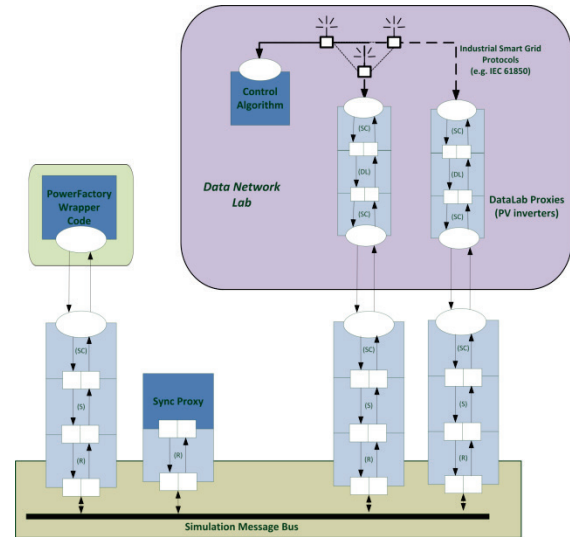 Industrial Smart Grid
Protocols
(e.g. IEC 61850)
Control
Algorithm
(SC)
(SC)
(DL)
(DL)
Data Network
Lab
DataLab Proxies
(PV inverters)
(SC)
(SC)
PowerFactory
Wrapper
Code
(SC)
(SC)
(SC)
Sync Proxy
(S)
(S)
(S)
(R)
(R)
(R)
(R)
Simulation Message Bus